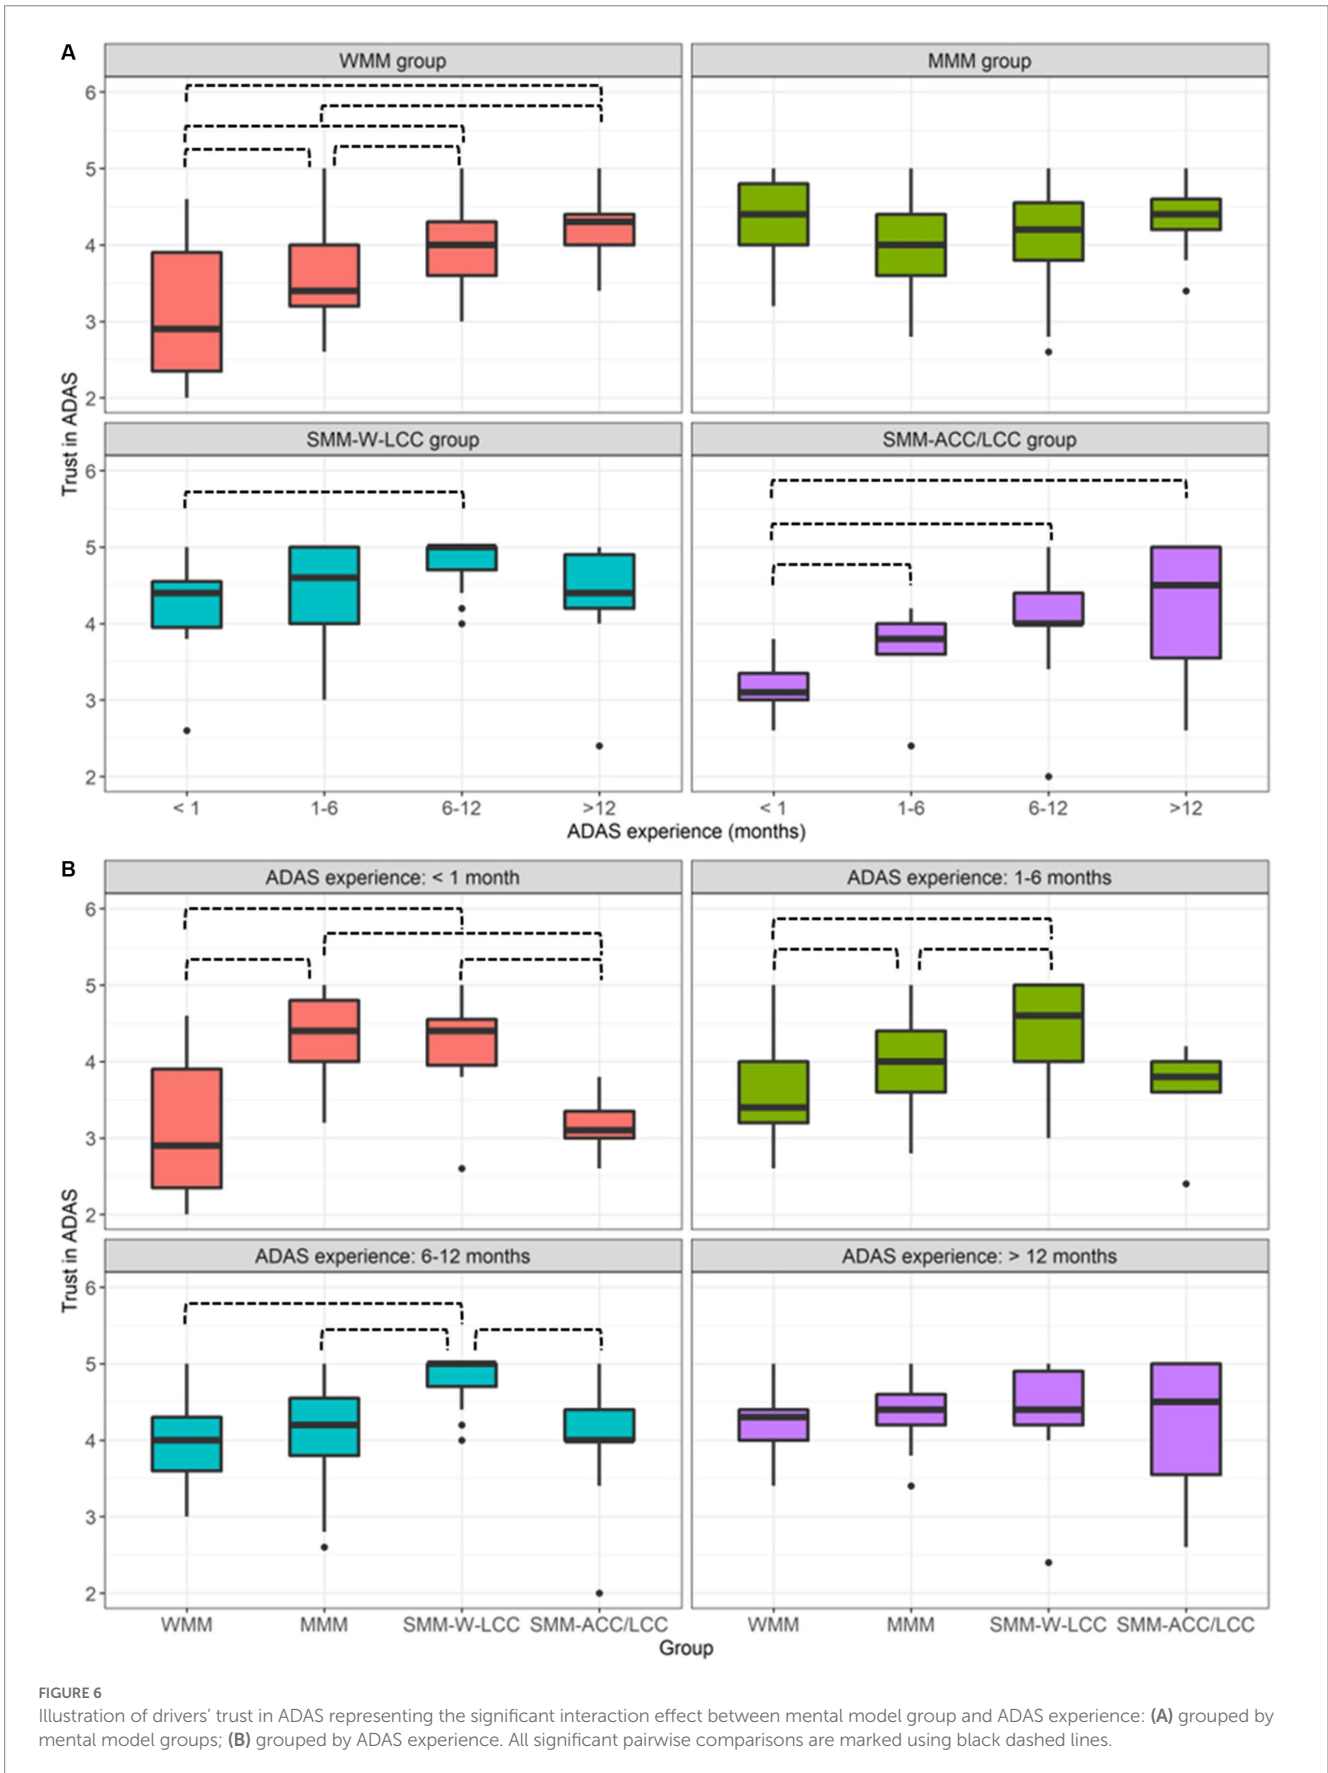 A
WMM group
MMM group
6
5
4
3
2
SMM-W-LCC group
SMM-ACC/LCC group
6
5
4
3
2
Trust in ADAS
< 1
1-6
6-12
>12
< 1
1-6
6-12
>12
ADAS experience (months)
B
ADAS experience: < 1 month
ADAS experience: 1-6 months
6
5
4
3
2
ADAS experience: 6-12 months
ADAS experience: > 12 months
6
5
4
3
2
Trust in ADAS
WMM
MMM
SMM-W-LCC
SMM-ACC/LCC
WMM
MMM
SMM-W-LCC
SMM-ACC/LCC
Group
FIGURE 6
Illustration of drivers' trust in ADAS representing the significant interaction effect between mental model group and ADAS experience: (A) grouped by
mental model groups; (B) grouped by ADAS experience. All significant pairwise comparisons are marked using black dashed lines.